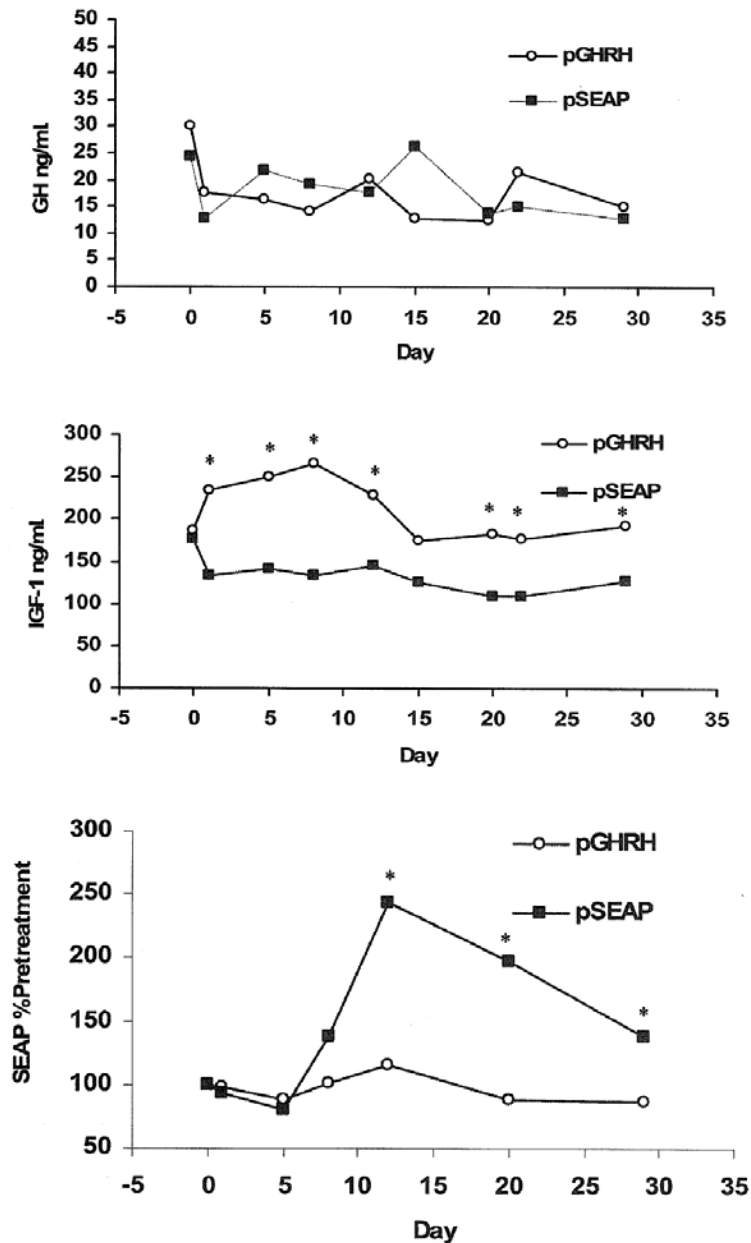 50
45
40
35
30
25
20
15
10
5
0
GH ng/mL
pGHRH
pSEAP
-5 0 5 10 15 20 25 30 35
Day
300
250
200
150
100
50
0
IGF-1 ng/mL
pGHRH
pSEAP
* * * * * * *
-5 0 5 10 15 20 25 30 35
Day
300
250
200
150
100
50
SEAP %Pretreatment
pGHRH
pSEAP
* * *
-5 0 5 10 15 20 25 30 35
Day